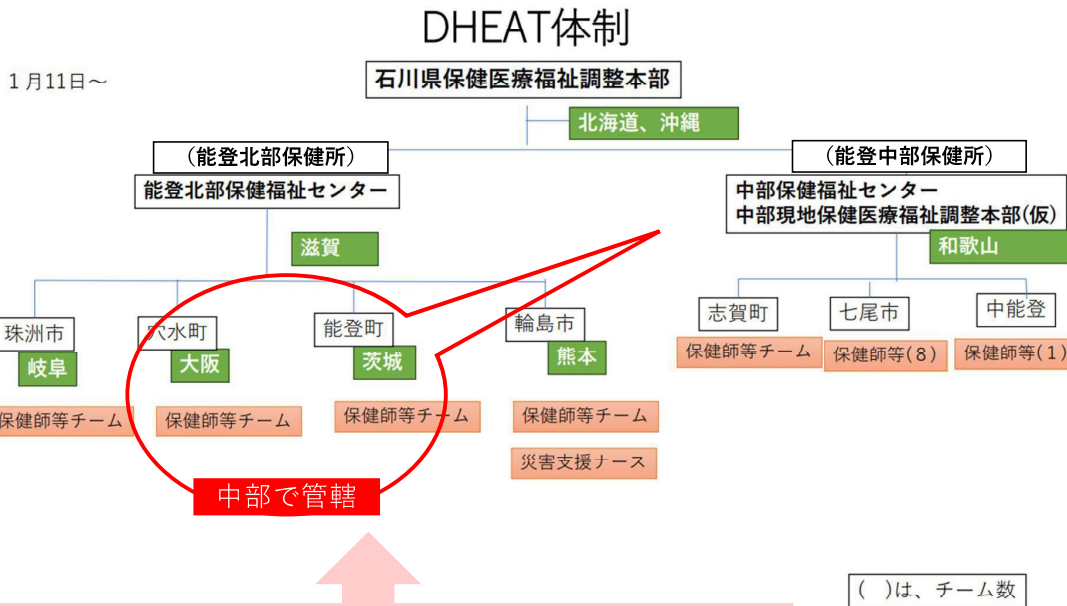 DHEAT体制
1月11日～
石川県保健医療福祉調整本部
北海道、沖縄
（能登北部保健所）
能登北部保健福祉センター
（能登中部保健所）
中部保健福祉センター
中部現地保健医療福祉調整本部(仮)
滋賀
和歌山
珠洲市
岐阜
穴水町
大阪
能登町
茨城
輪島市
熊本
志賀町
七尾市
中能登
保健師等チーム
保健師等(8)
保健師等(1)
保健師等チーム
保健師等チーム
保健師等チーム
保健師等チーム
災害支援ナース
中部で管轄
(　)は、チーム数